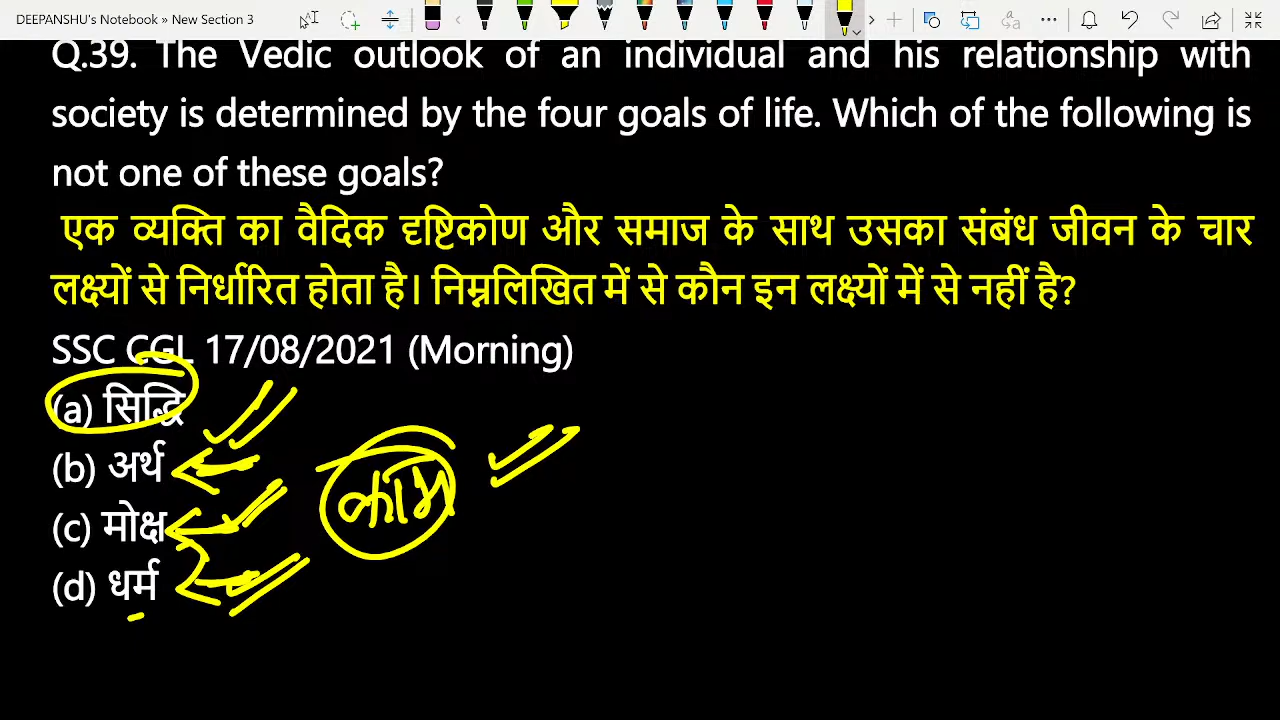 DEEPANSHU's Notebook » New Section 3
Q.39. The Vedic outlook of an individual and his relationship with
society is determined by the four goals of life. Which of the following is
not one of these goals?
एक व्यक्ति का वैदिक दृष्टिकोण और समाज के साथ उसका संबंध जीवन के चार
लक्ष्यों से निर्धारित होता है। निम्नलिखित में से कौन इन लक्ष्यों में से नहीं है?
SSC CGL 17/08/2021 (Morning)
(a) सिद्धि
(b) अर्थ
(c) मोक्ष
काम
(d) धर्म